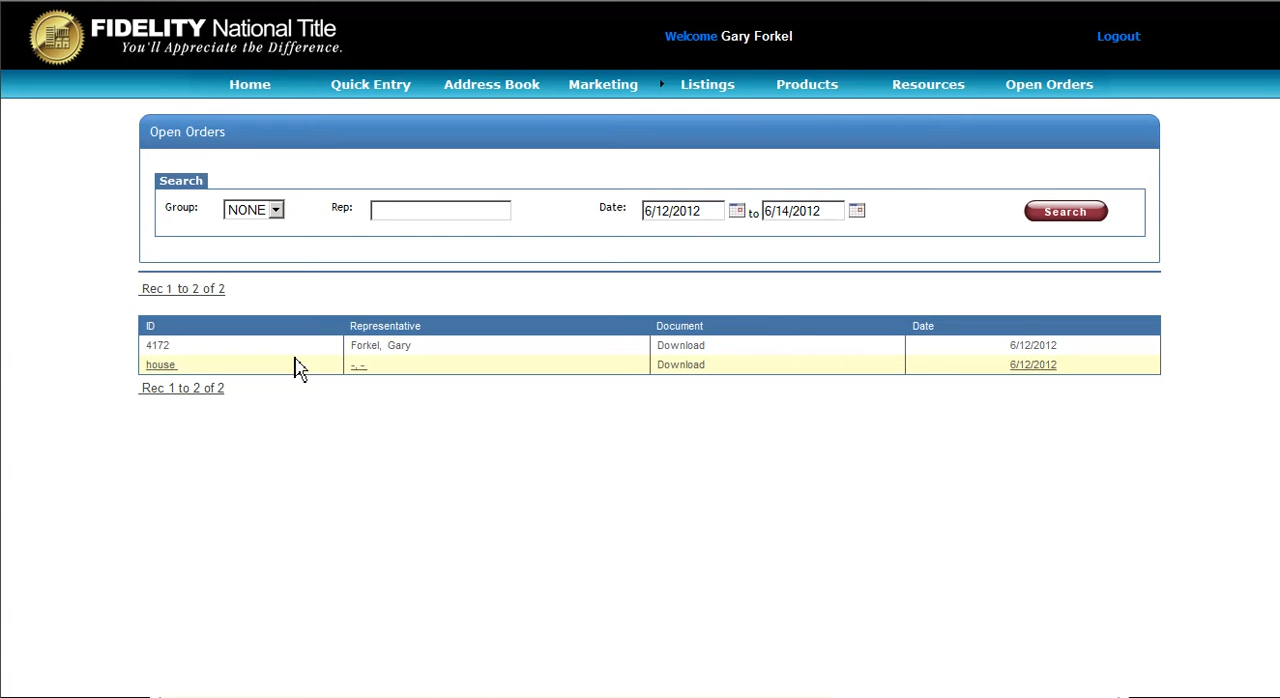 FIDELITY National Title
You'll Appreciate the Difference.
Welcome Gary Forkel
Logout
Home Quick Entry Address Book Marketing Listings Products Resources Open Orders
Open Orders
Search
Group: NONE Rep: Date: 6/12/2012 to 6/14/2012 Search
Rec 1 to 2 of 2
ID Representative Document Date
4172 Forkel, Gary Download 6/12/2012
house -, - Download 6/12/2012
Rec 1 to 2 of 2